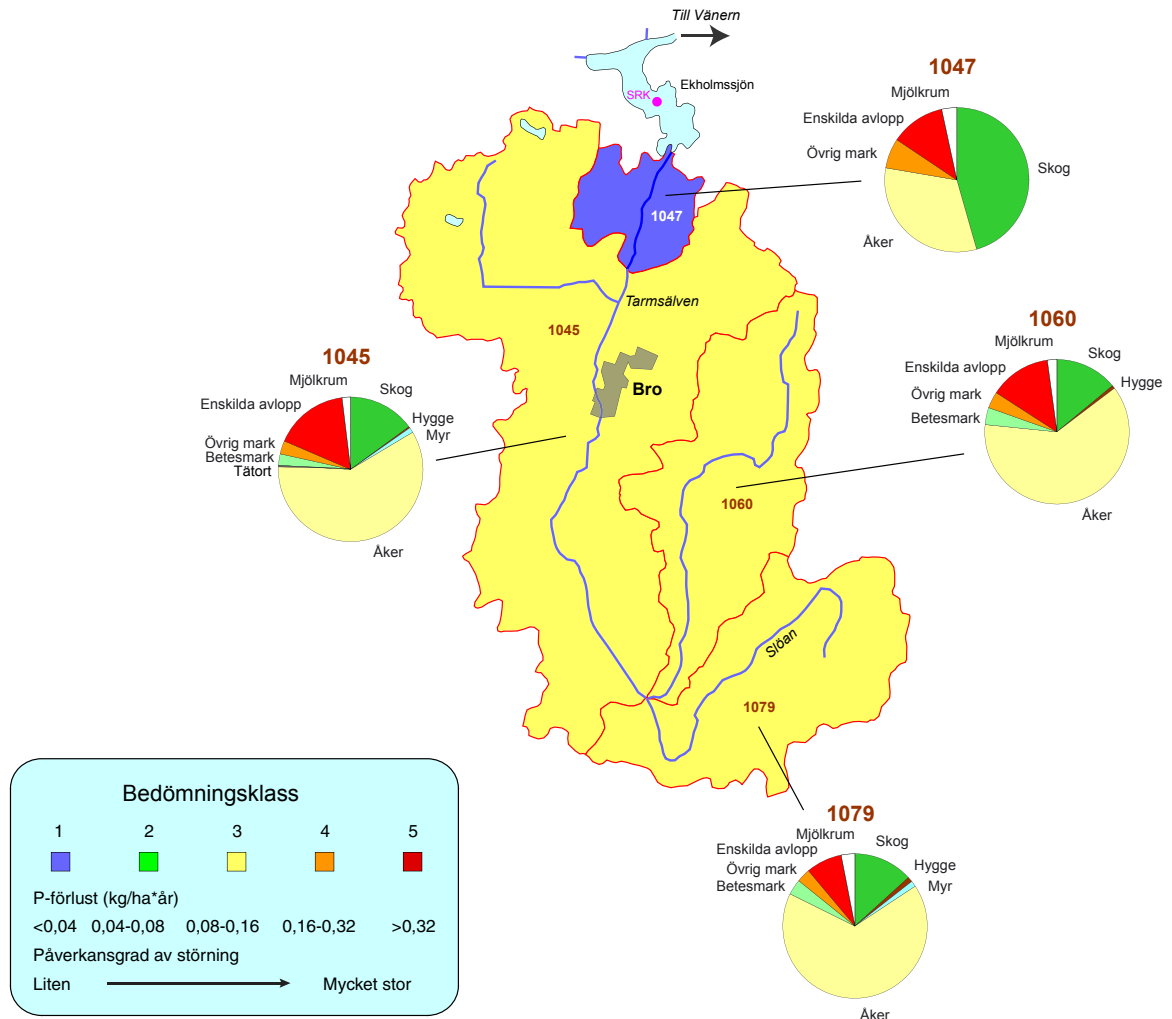 Till Vänern
Ekholmssjön
SRK
1047
Mjölkrum
Enskilda avlopp
Övrig mark
Skog
Åker
1047
Tarmsälven
1045
Bro
1060
Mjölkrum
Skog
Enskilda avlopp
Hygge
Övrig mark
Betesmark
Åker
1045
Mjölkrum
Skog
Enskilda avlopp
Hygge
Myr
Övrig mark
Betesmark
Tätort
Åker
1060
Slöan
1079
1079
Mjölkrum
Skog
Enskilda avlopp
Hygge
Övrig mark
Myr
Betesmark
Åker
Bedömningsklass
1 2 3 4 5
P-förlust (kg/ha*år)
<0,04 0,04-0,08 0,08-0,16 0,16-0,32 >0,32
Påverkansgrad av störning
Liten Mycket stor